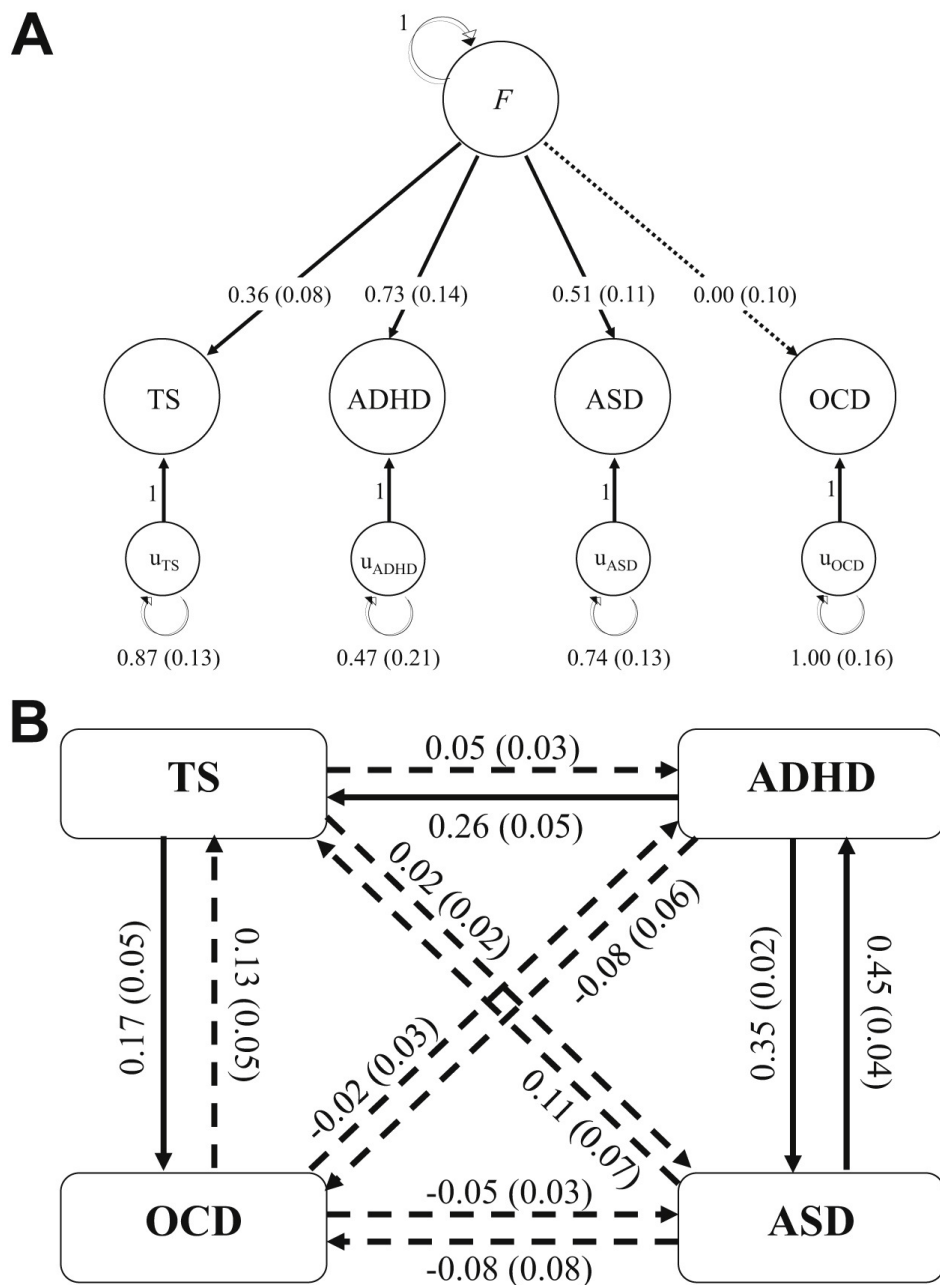 A
1
F
0.36 (0.08) 0.73 (0.14) 0.51 (0.11) 0.00 (0.10)
TS ADHD ASD OCD
1 1 1 1
uTS uADHD uASD uOCD
0.87 (0.13) 0.47 (0.21) 0.74 (0.13) 1.00 (0.16)
B
TS 0.05 (0.03) ADHD
0.26 (0.05)
0.02 (0.02)
-0.08 (0.06)
0.17 (0.05)
0.13 (0.05)
0.35 (0.02)
0.45 (0.04)
-0.02 (0.03)
0.11 (0.07)
OCD -0.05 (0.03) ASD
-0.08 (0.08)